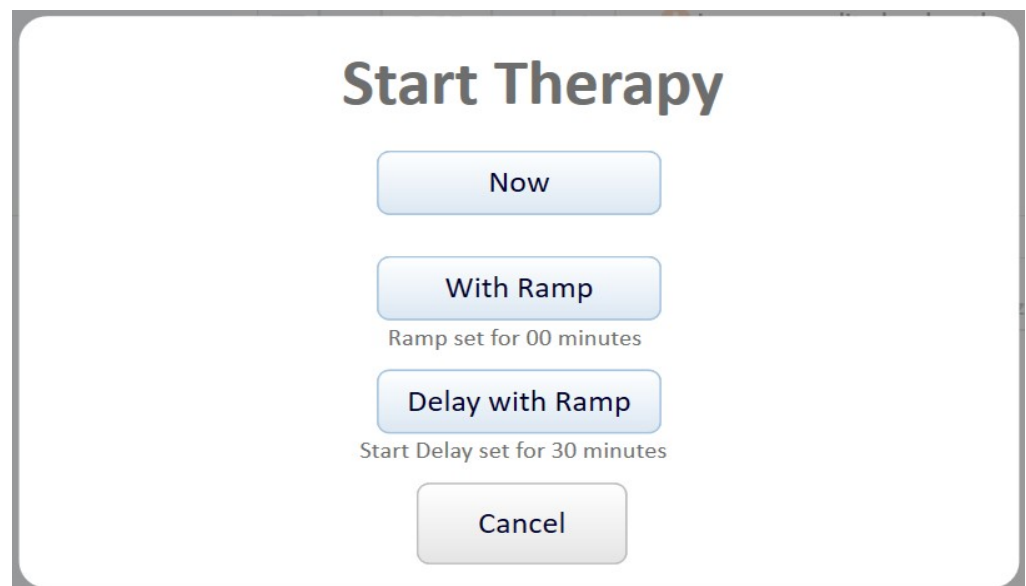 Start Therapy
Now
With Ramp
Ramp set for 00 minutes
Delay with Ramp
Start Delay set for 30 minutes
Cancel